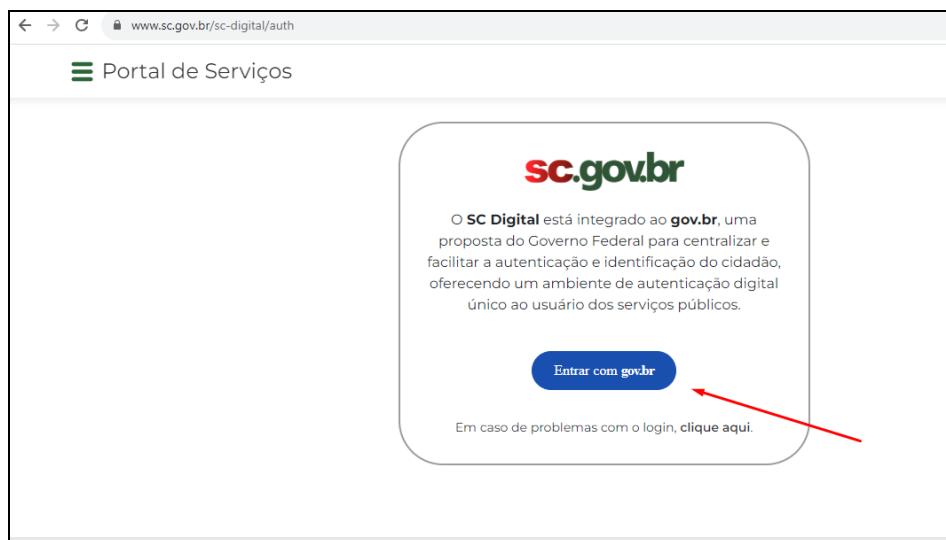 www.sc.gov.br/sc-digital/auth
Portal de Serviços
sc.gov.br
O SC Digital está integrado ao gov.br, uma
proposta do Governo Federal para centralizar e
facilitar a autenticação e identificação do cidadão,
oferecendo um ambiente de autenticação digital
único ao usuário dos serviços públicos.
Entrar com gov.br
Em caso de problemas com o login, clique aqui.